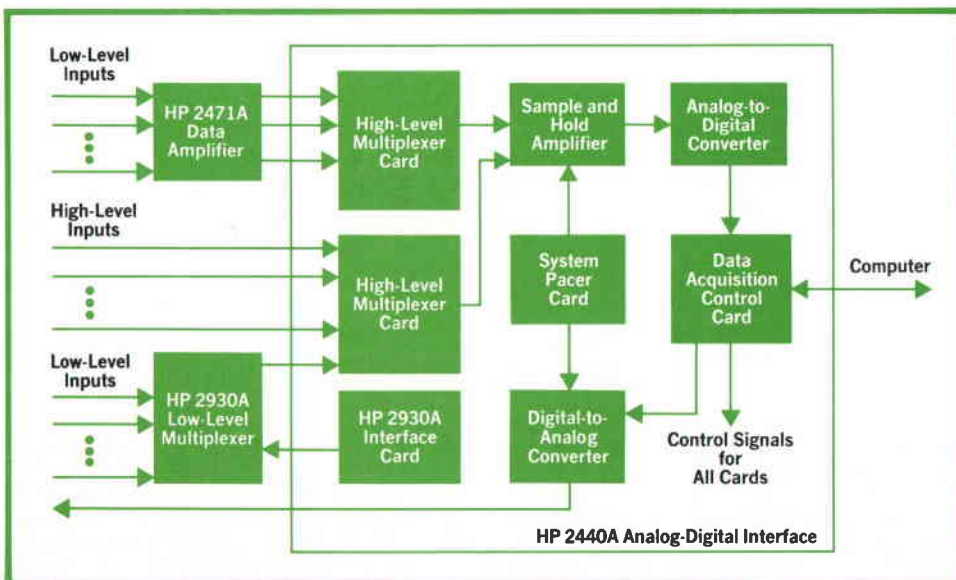 Low-Level
Inputs
HP 2471A
Data
Amplifier
High-Level
Multiplexer
Card
Sample and
Hold
Amplifier
Analog-to-
Digital
Converter
High-Level
Inputs
High-Level
Multiplexer
Card
System
Pacer
Card
Data
Acquisition
Control
Card
Computer
Low-Level
Inputs
HP 2930A
Low-Level
Multiplexer
HP 2930A
Interface
Card
Digital-to-
Analog
Converter
Control Signals
for
All Cards
HP 2440A Analog-Digital Interface